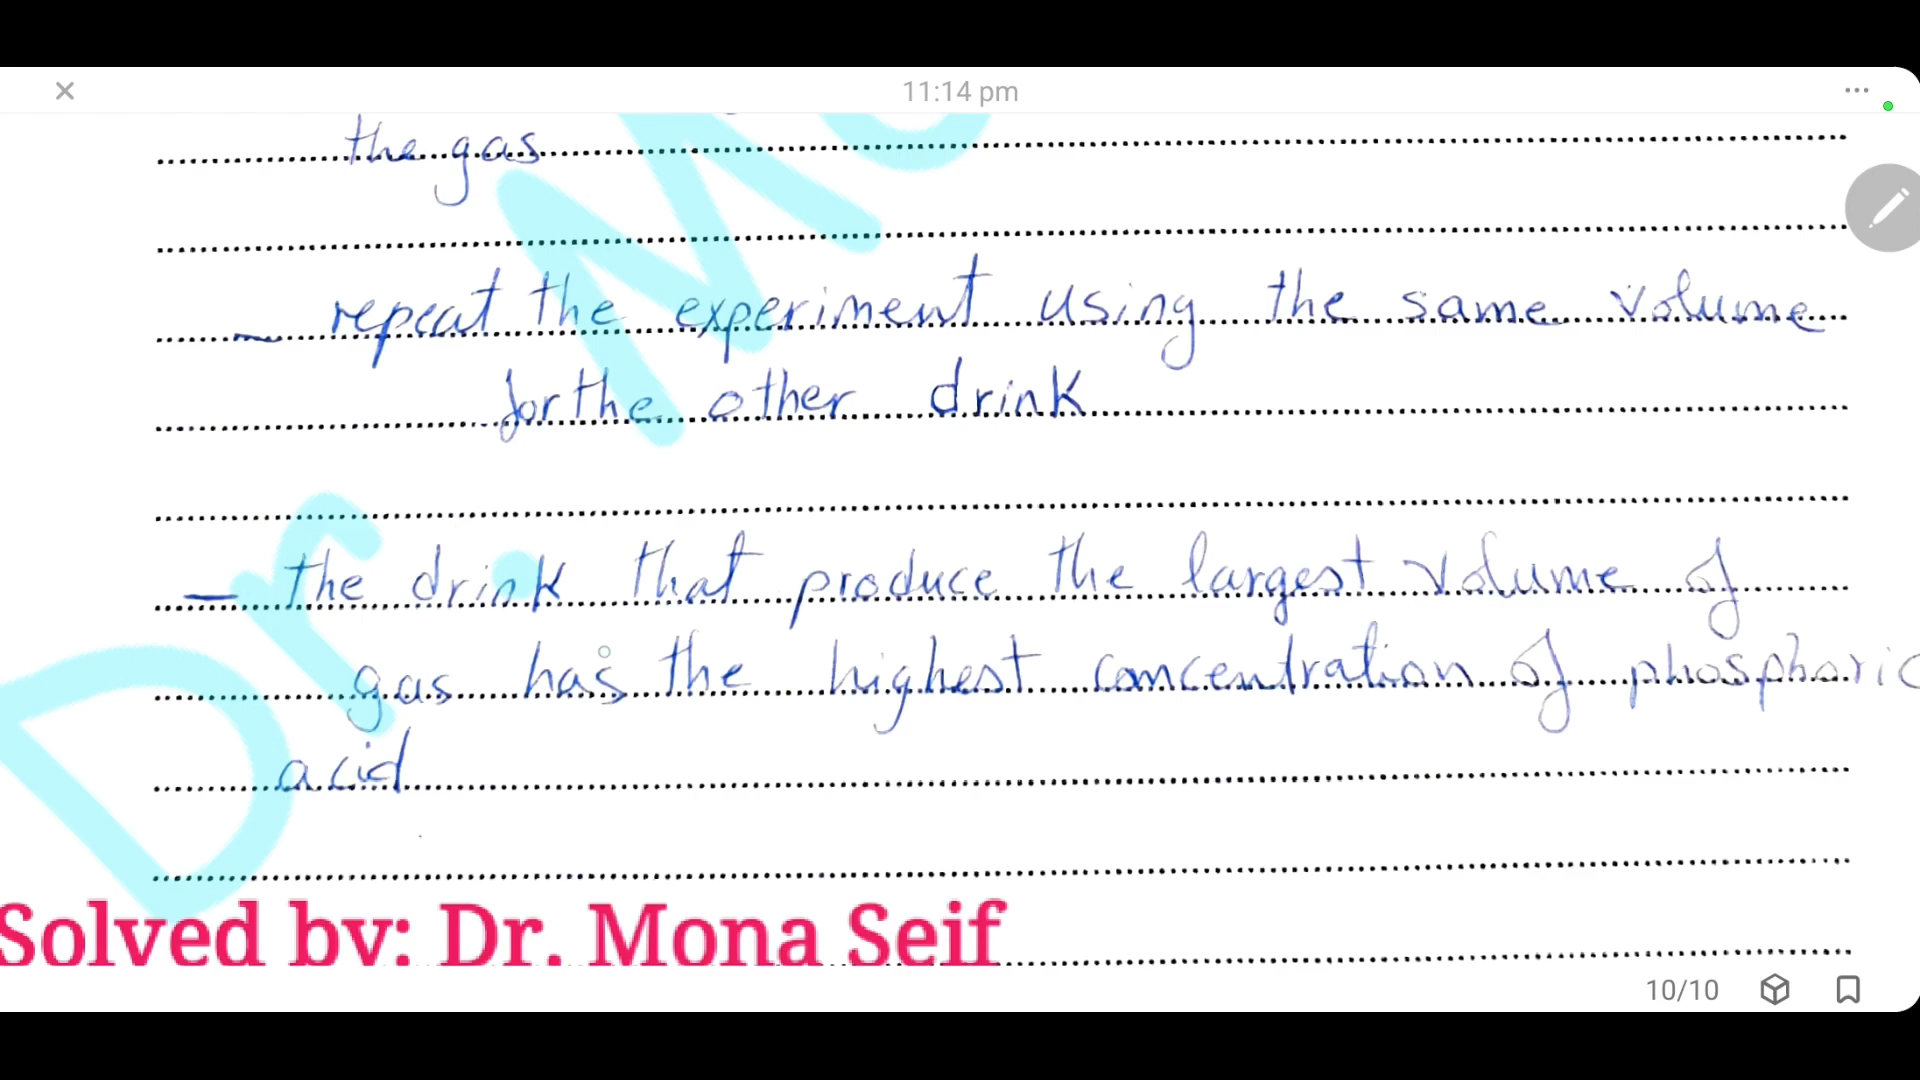 11:14 pm
the gas
- repeat the experiment using the same volume
for the other drink
- the drink that produce the largest volume of
gas has the highest concentration of phosphoric
acid
Dr. Mo
Solved by: Dr. Mona Seif
10/10